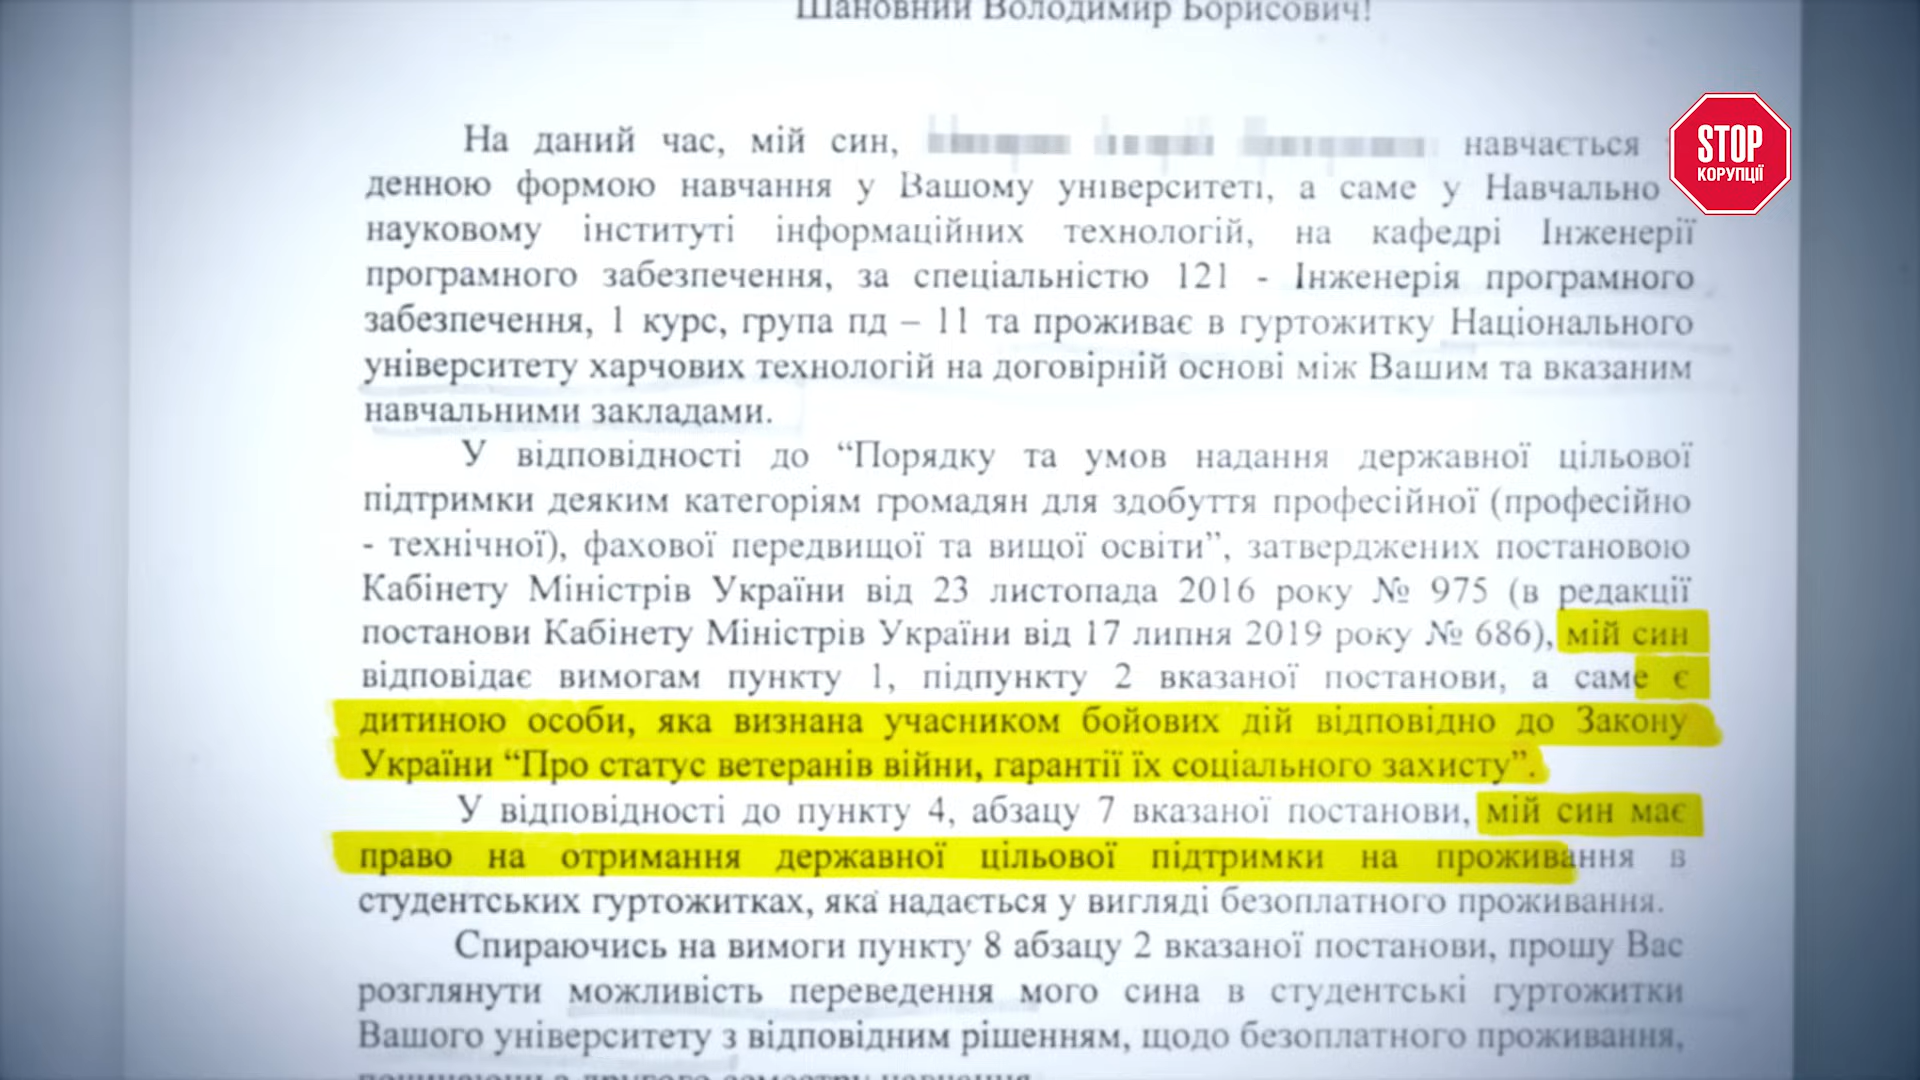 Шановний Володимир Борисович!
STOP
КОРУПЦІЇ
На даний час, мій син, навчається
денною формою навчання у Вашому університеті, а саме у Навчально
науковому інституті інформаційних технологій, на кафедрі Інженерії
програмного забезпечення, за спеціальністю 121 - Інженерія програмного
забезпечення, 1 курс, група пд – 11 та проживає в гуртожитку Національного
університету харчових технологій на договірній основі між Вашим та вказаним
навчальними закладами.
У відповідності до “Порядку та умов надання державної цільової
підтримки деяким категоріям громадян для здобуття професійної (професійно
- технічної), фахової передвищої та вищої освіти”, затверджених постановою
Кабінету Міністрів України від 23 листопада 2016 року № 975 (в редакції
постанови Кабінету Міністрів України від 17 липня 2019 року № 686), мій син
відповідає вимогам пункту 1, підпункту 2 вказаної постанови, а саме є
дитиною особи, яка визнана учасником бойових дій відповідно до Закону
України “Про статус ветеранів війни, гарантії їх соціального захисту”.
У відповідності до пункту 4, абзацу 7 вказаної постанови, мій син має
право на отримання державної цільової підтримки на проживання в
студентських гуртожитках, яка надається у вигляді безоплатного проживання.
Спираючись на вимоги пункту 8 абзацу 2 вказаної постанови, прошу Вас
розглянути можливість переведення мого сина в студентські гуртожитки
Вашого університету з відповідним рішенням, щодо безоплатного проживання,
починаючи з другого семестру навчання.